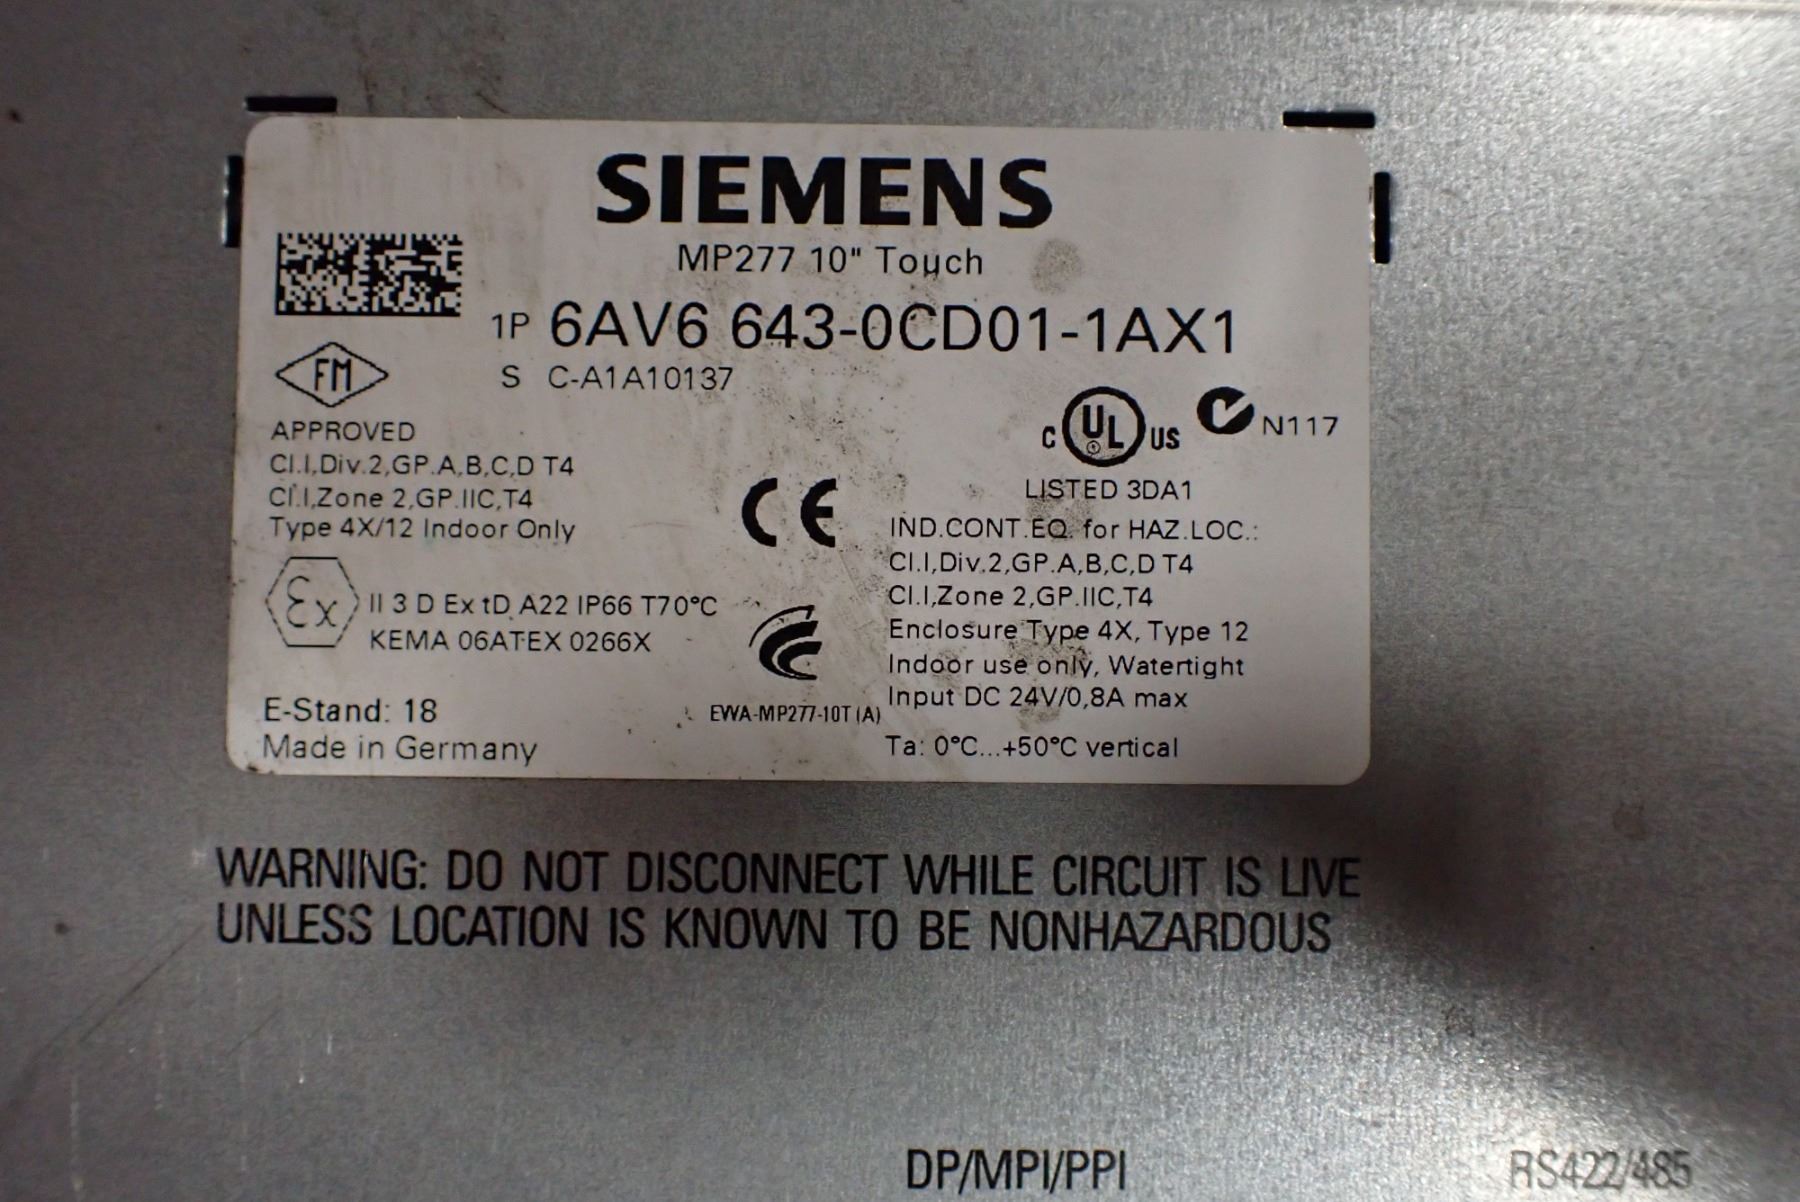 SIEMENS
MP277 10" Touch
1P 6AV6 643-0CD01-1AX1
S C-A1A10137
FM
APPROVED
Cl.I,Div.2,GP.A,B,C,D T4
Cl.I,Zone 2,GP.IIC,T4
Type 4X/12 Indoor Only
Ex II 3 D Ex tD A22 IP66 T70°C
KEMA 06ATEX 0266X
E-Stand: 18
Made in Germany
CE
EWA-MP277-10T (A)
C UL US N117
LISTED 3DA1
IND.CONT.EQ. for HAZ.LOC.:
Cl.I,Div.2,GP.A,B,C,D T4
Cl.I,Zone 2,GP.IIC,T4
Enclosure Type 4X, Type 12
Indoor use only, Watertight
Input DC 24V/0,8A max
Ta: 0°C...+50°C vertical
WARNING: DO NOT DISCONNECT WHILE CIRCUIT IS LIVE
UNLESS LOCATION IS KNOWN TO BE NONHAZARDOUS
DP/MPI/PPI
RS422/485